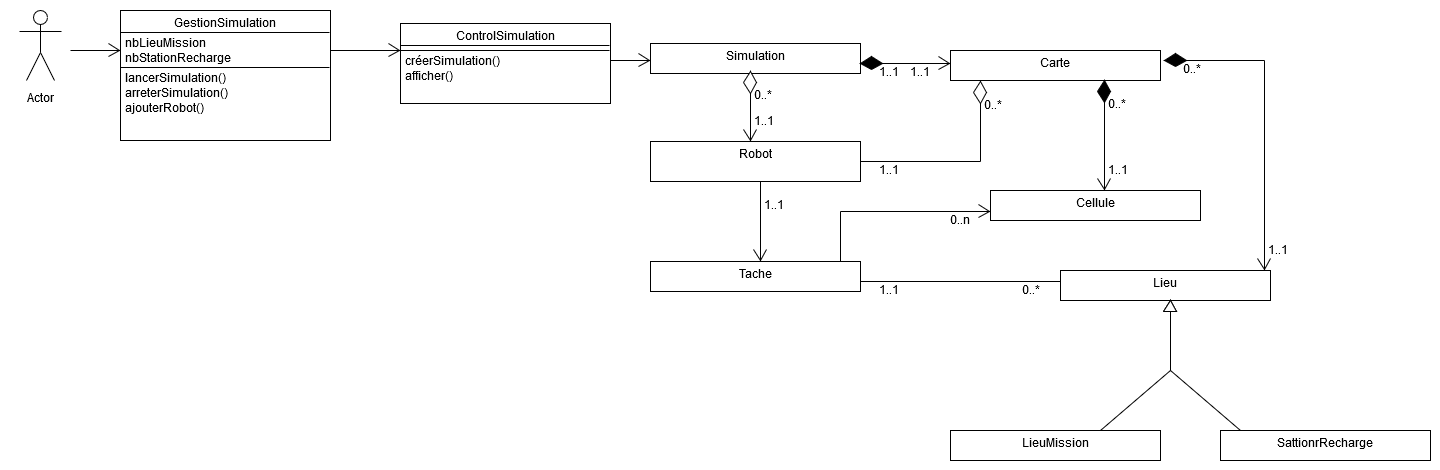 Actor
GestionSimulation
nbLieuMission
nbStationRecharge
lancerSimulation()
arreterSimulation()
ajouterRobot()
ControlSimulation
créerSimulation()
afficher()
Simulation
1..1
1..1
Carte
0..*
0..*
0..*
0..*
1..1
Robot
1..1
1..1
Cellule
1..1
0..n
1..1
Tache
1..1
0..*
Lieu
LieuMission
SattionrRecharge